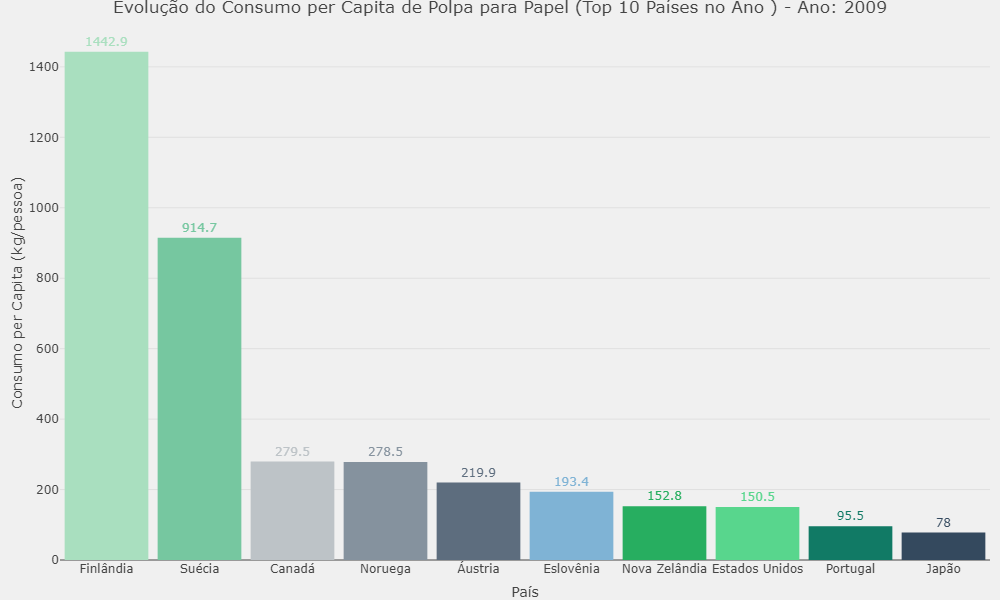 Evolução do Consumo per Capita de Polpa para Papel (Top 10 Países no Ano ) - Ano: 2009
Consumo per Capita (kg/pessoa)
1400
1200
1000
800
600
400
200
0
1442.9
914.7
279.5
278.5
219.9
193.4
152.8
150.5
95.5
78
Finlândia
Suécia
Canadá
Noruega
Áustria
Eslovênia
Nova Zelândia
Estados Unidos
Portugal
Japão
País